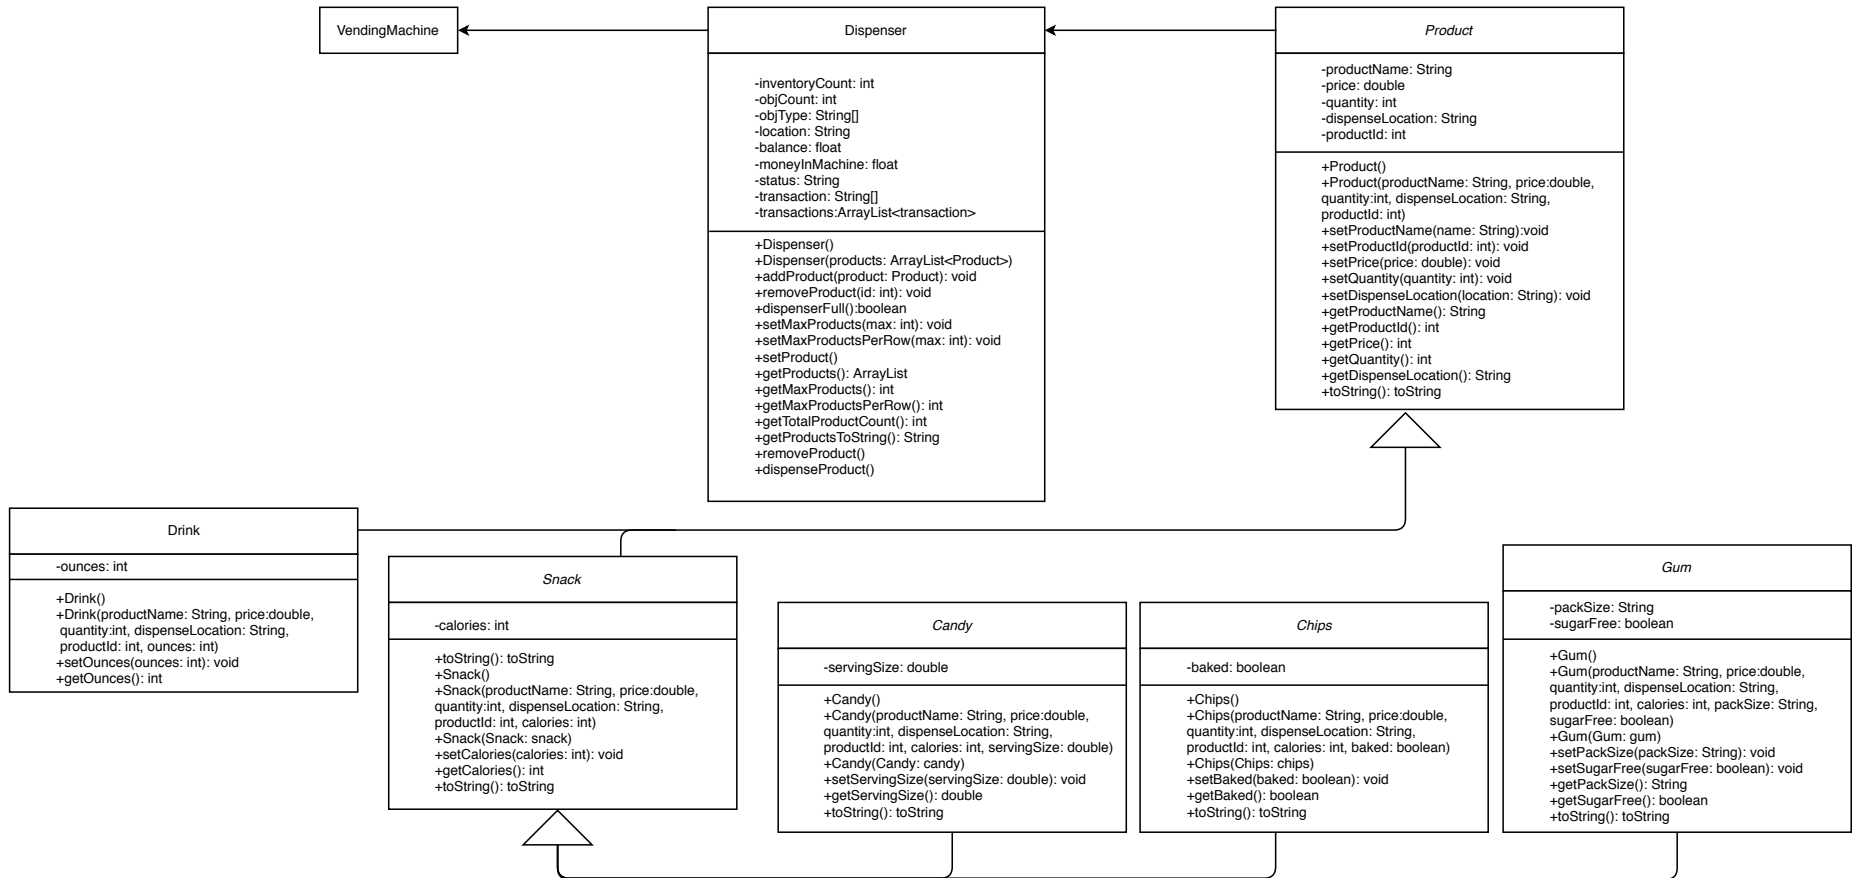 VendingMachine
Dispenser
-inventoryCount: int
-objCount: int
-objType: String[]
-location: String
-balance: float
-moneyInMachine: float
-status: String
-transaction: String[]
-transactions:ArrayList<transaction>
+Dispenser()
+Dispenser(products: ArrayList<Product>)
+addProduct(product: Product): void
+removeProduct(id: int): void
+dispenserFull():boolean
+setMaxProducts(max: int): void
+setMaxProductsPerRow(max: int): void
+setProduct()
+getProducts(): ArrayList
+getMaxProducts(): int
+getMaxProductsPerRow(): int
+getTotalProductCount(): int
+getProductsToString(): String
+removeProduct()
+dispenseProduct()
Product
-productName: String
-price: double
-quantity: int
-dispenseLocation: String
-productId: int
+Product()
+Product(productName: String, price:double,
quantity:int, dispenseLocation: String,
productId: int)
+setProductName(name: String):void
+setProductId(productId: int): void
+setPrice(price: double): void
+setQuantity(quantity: int): void
+setDispenseLocation(location: String): void
+getProductName(): String
+getProductId(): int
+getPrice(): int
+getQuantity(): int
+getDispenseLocation(): String
+toString(): toString
Drink
-ounces: int
+Drink()
+Drink(productName: String, price:double,
quantity:int, dispenseLocation: String,
productId: int, ounces: int)
+setOunces(ounces: int): void
+getOunces(): int
Snack
-calories: int
+toString(): toString
+Snack()
+Snack(productName: String, price:double,
quantity:int, dispenseLocation: String,
productId: int, calories: int)
+Snack(Snack: snack)
+setCalories(calories: int): void
+getCalories(): int
+toString(): toString
Candy
-servingSize: double
+Candy()
+Candy(productName: String, price:double,
quantity:int, dispenseLocation: String,
productId: int, calories: int, servingSize: double)
+Candy(Candy: candy)
+setServingSize(servingSize: double): void
+getServingSize(): double
+toString(): toString
Chips
-baked: boolean
+Chips()
+Chips(productName: String, price:double,
quantity:int, dispenseLocation: String,
productId: int, calories: int, baked: boolean)
+Chips(Chips: chips)
+setBaked(baked: boolean): void
+getBaked(): boolean
+toString(): toString
Gum
-packSize: String
-sugarFree: boolean
+Gum()
+Gum(productName: String, price:double,
quantity:int, dispenseLocation: String,
productId: int, calories: int, packSize: String,
sugarFree: boolean)
+Gum(Gum: gum)
+setPackSize(packSize: String): void
+setSugarFree(sugarFree: boolean): void
+getPackSize(): String
+getSugarFree(): boolean
+toString(): toString